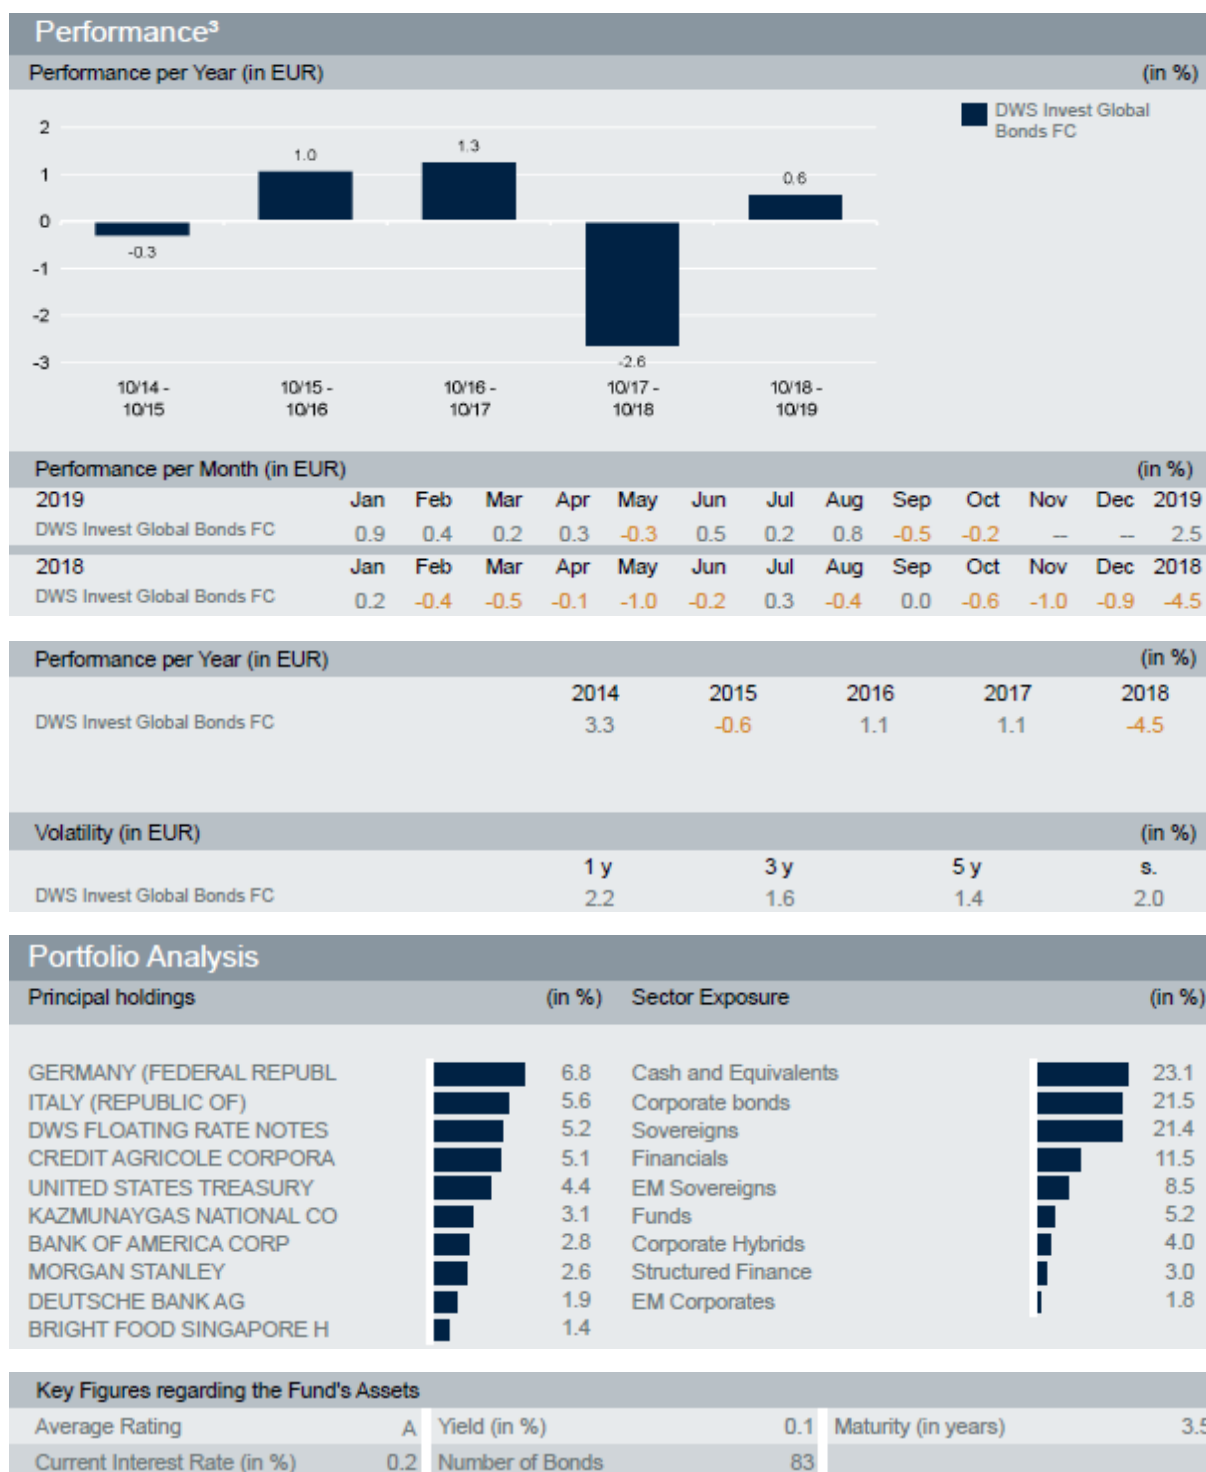 Performance³
Performance per Year (in EUR) (in %)
DWS Invest Global
Bonds FC
2
1
0
-1
-2
-3
-0.3
1.0
1.3
-2.6
0.6
10/14 - 10/15 - 10/16 - 10/17 - 10/18 -
10/15 10/16 10/17 10/18 10/19
Performance per Month (in EUR) (in %)
2019 Jan Feb Mar Apr May Jun Jul Aug Sep Oct Nov Dec 2019
DWS Invest Global Bonds FC 0.9 0.4 0.2 0.3 -0.3 0.5 0.2 0.8 -0.5 -0.2 -- -- 2.5
2018 Jan Feb Mar Apr May Jun Jul Aug Sep Oct Nov Dec 2018
DWS Invest Global Bonds FC 0.2 -0.4 -0.5 -0.1 -1.0 -0.2 0.3 -0.4 0.0 -0.6 -1.0 -0.9 -4.5
Performance per Year (in EUR) (in %)
2014 2015 2016 2017 2018
DWS Invest Global Bonds FC 3.3 -0.6 1.1 1.1 -4.5
Volatility (in EUR) (in %)
1 y 3 y 5 y s.
DWS Invest Global Bonds FC 2.2 1.6 1.4 2.0
Portfolio Analysis
Principal holdings (in %) Sector Exposure (in %)
GERMANY (FEDERAL REPUBL 6.8 Cash and Equivalents 23.1
ITALY (REPUBLIC OF) 5.6 Corporate bonds 21.5
DWS FLOATING RATE NOTES 5.2 Sovereigns 21.4
CREDIT AGRICOLE CORPORA 5.1 Financials 11.5
UNITED STATES TREASURY 4.4 EM Sovereigns 8.5
KAZMUNAYGAS NATIONAL CO 3.1 Funds 5.2
BANK OF AMERICA CORP 2.8 Corporate Hybrids 4.0
MORGAN STANLEY 2.6 Structured Finance 3.0
DEUTSCHE BANK AG 1.9 EM Corporates 1.8
BRIGHT FOOD SINGAPORE H 1.4
Key Figures regarding the Fund's Assets
Average Rating A Yield (in %) 0.1 Maturity (in years) 3.5
Current Interest Rate (in %) 0.2 Number of Bonds 83